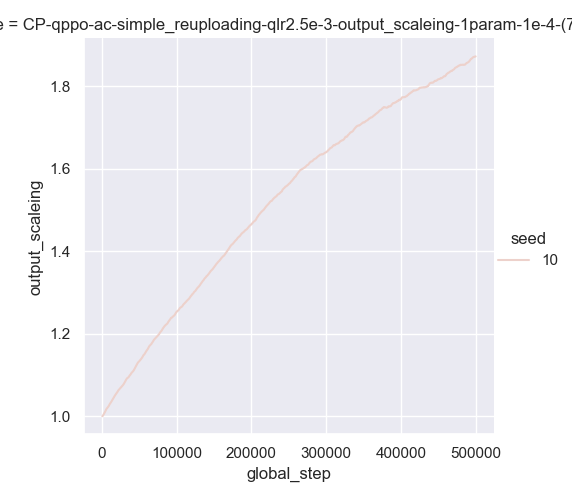 e = CP-qppo-ac-simple_reuploading-qlr2.5e-3-output_scaleing-1param-1e-4-(7
1.8
1.6
1.4
1.2
1.0
output_scaleing
0 100000 200000 300000 400000 500000
global_step
seed
10